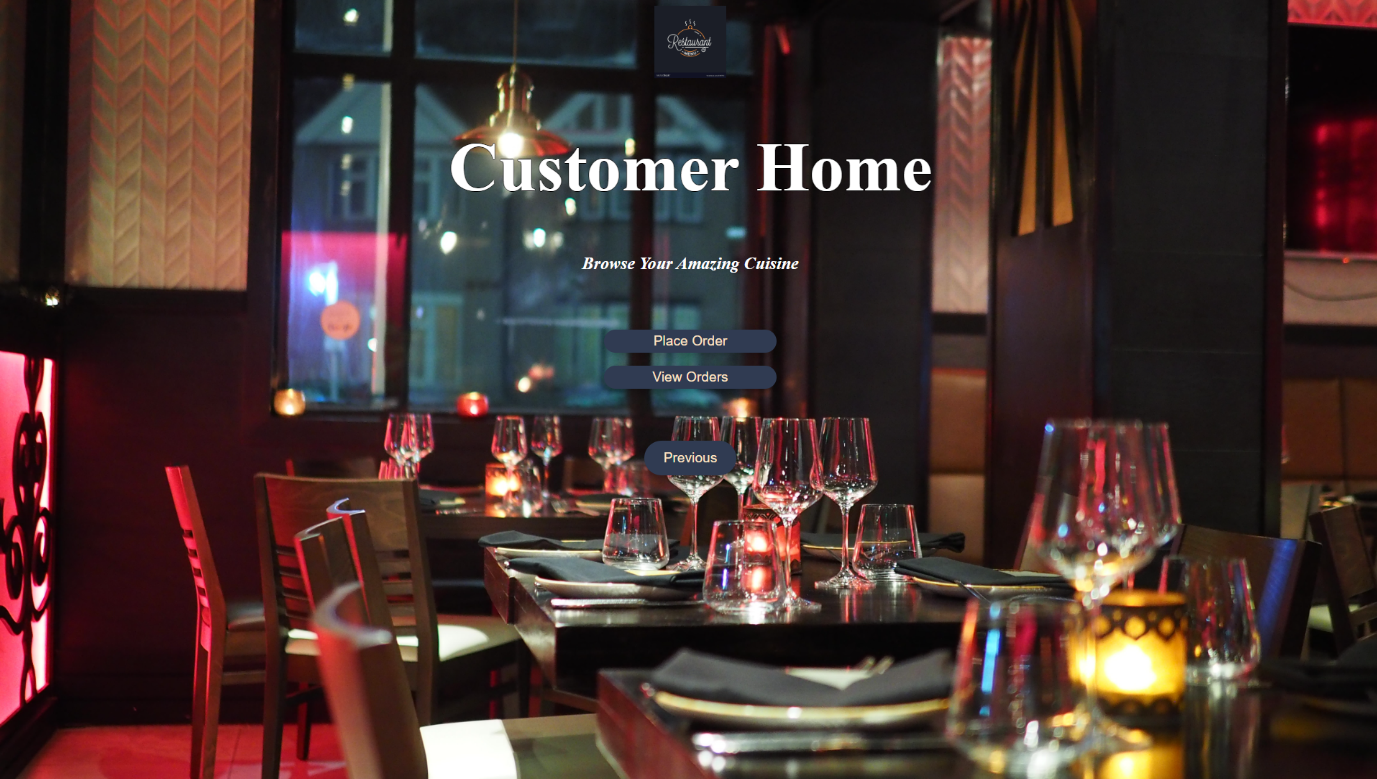 Restaurant
Customer Home
Browse Your Amazing Cuisine
Place Order
View Orders
Previous